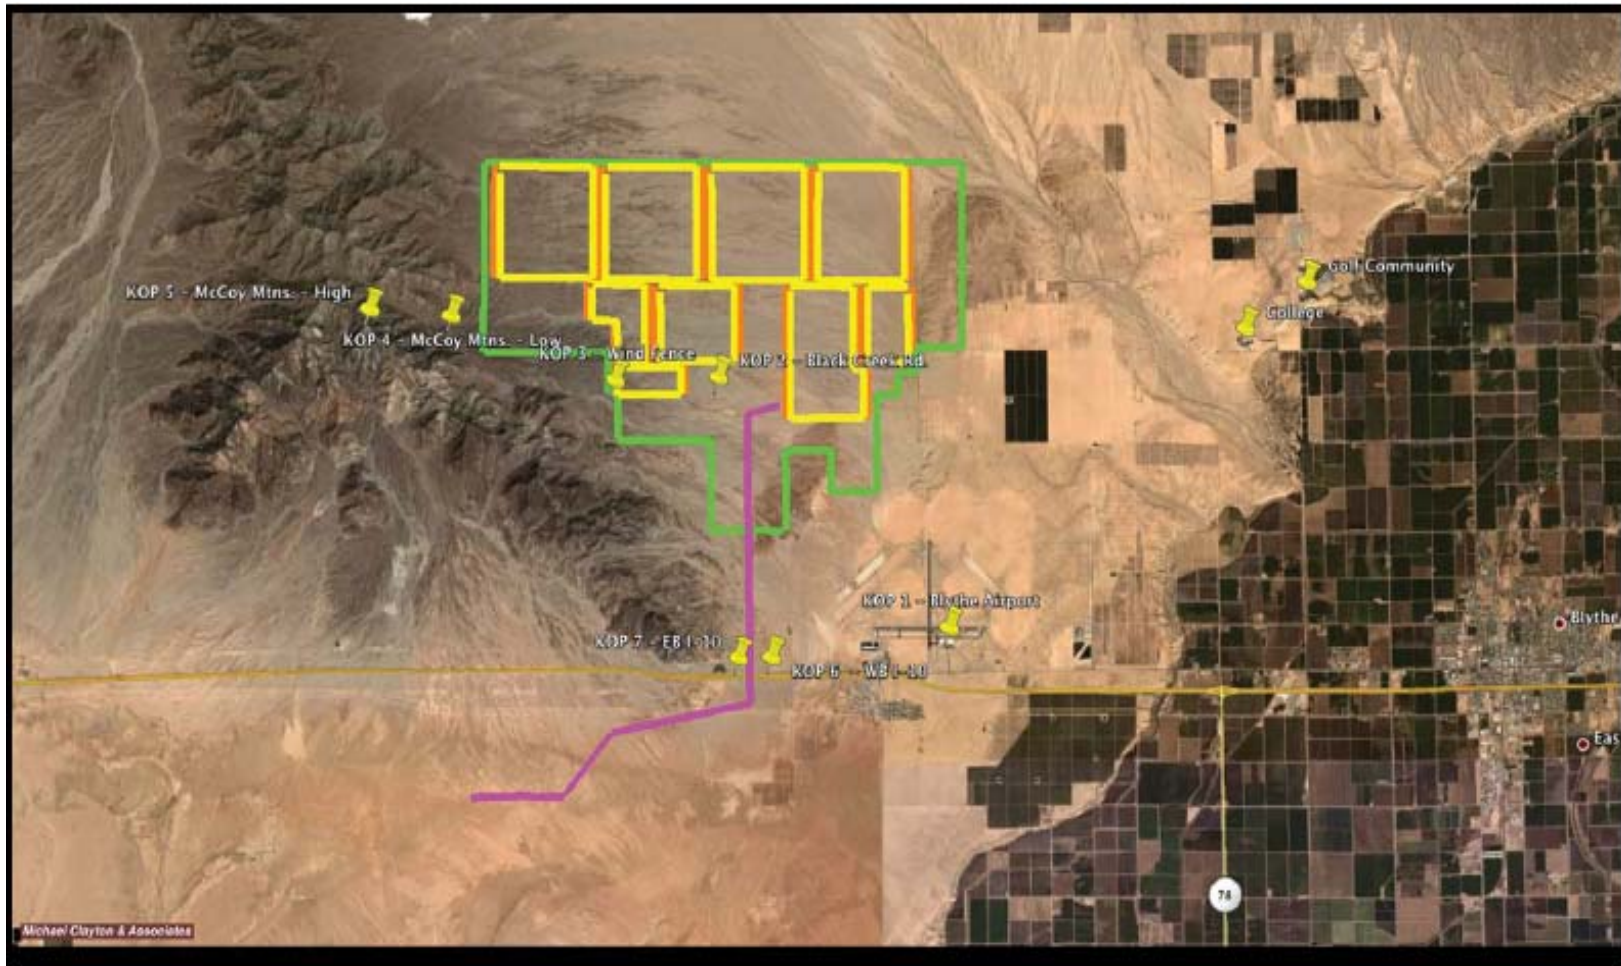 Golf Community
KOP 5 - McCoy Mtns. - High
College
KOP 4 - McCoy Mtns. - Low
KOP 3 - Wind Fence
KOP 2 - Black Creek Rd.
KOP 1 - Blythe Airport
Blythe
KOP 7 - EB I-10
KOP 6 - WB I-10
Eas
78
Michael Clayton & Associates